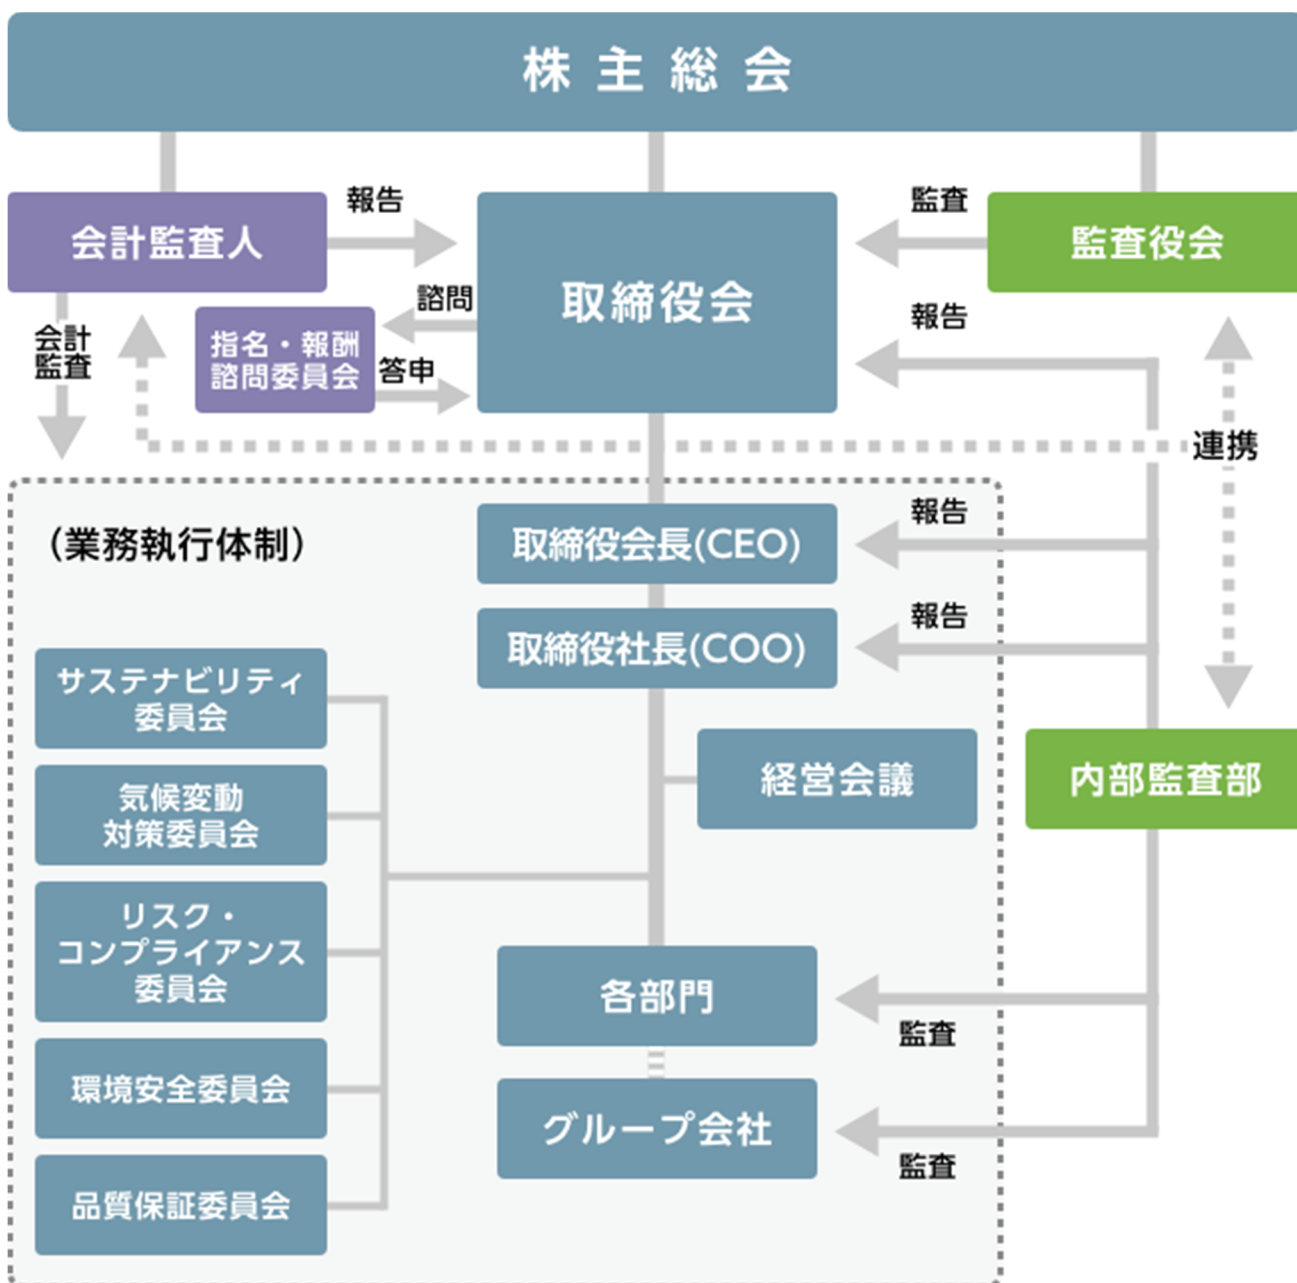 株主総会
会計監査人
報告
取締役会
監査
監査役会
会計
監査
指名・報酬
諮問委員会
諮問
答申
報告
連携
(業務執行体制)
取締役会長(CEO)
報告
取締役社長(COO)
報告
サステナビリティ
委員会
経営会議
内部監査部
気候変動
対策委員会
リスク・
コンプライアンス
委員会
各部門
監査
環境安全委員会
グループ会社
監査
品質保証委員会